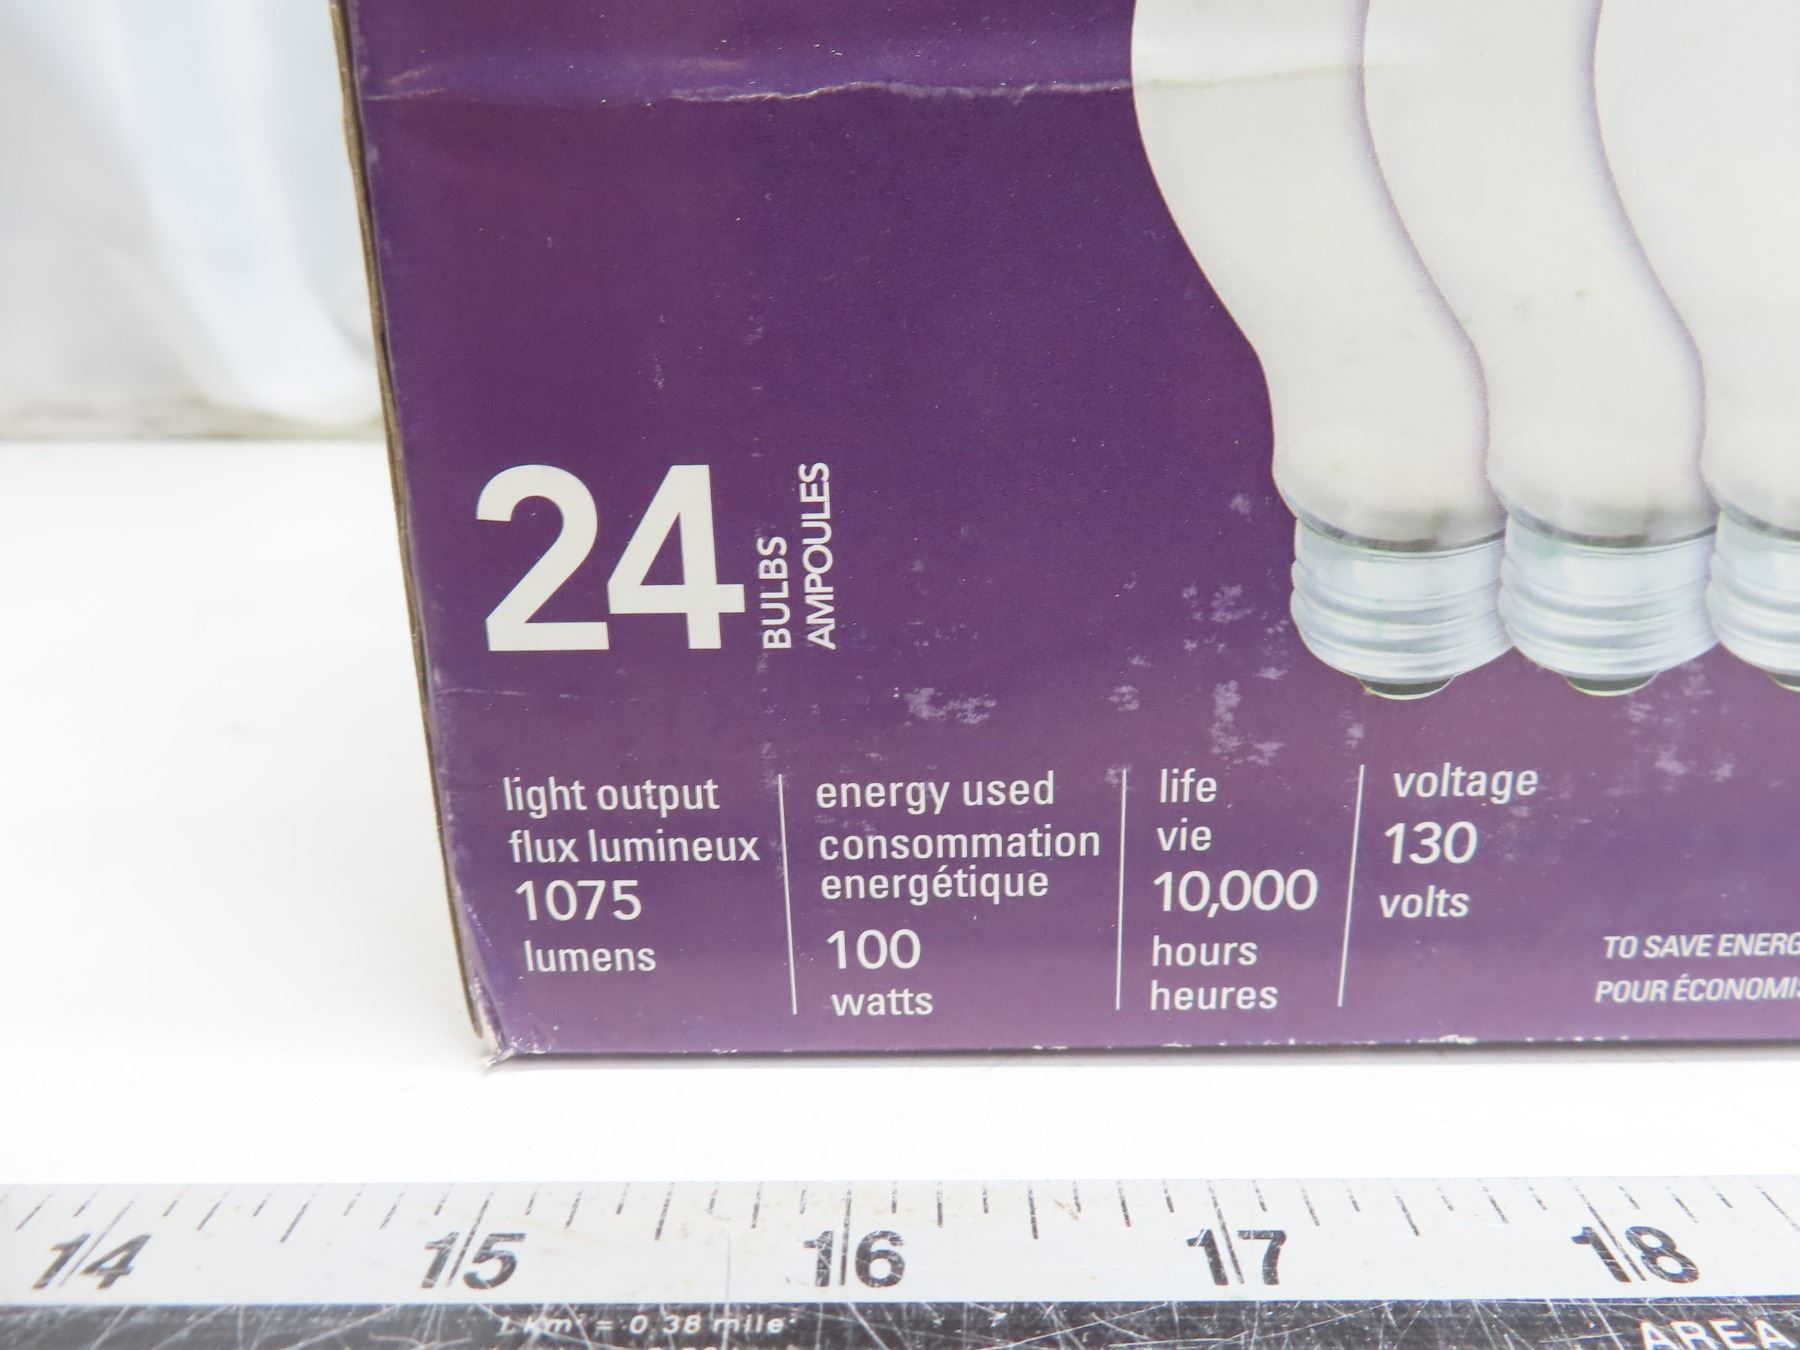 24
BULBS
AMPOULES
light output
flux lumineux
1075
lumens
energy used
consommation
energétique
100
watts
life
vie
10,000
hours
heures
voltage
130
volts
TO SAVE ENERG
POUR ÉCONOMIS
14 15 16 17 18
1 km² = 0.38 mile²
AREA